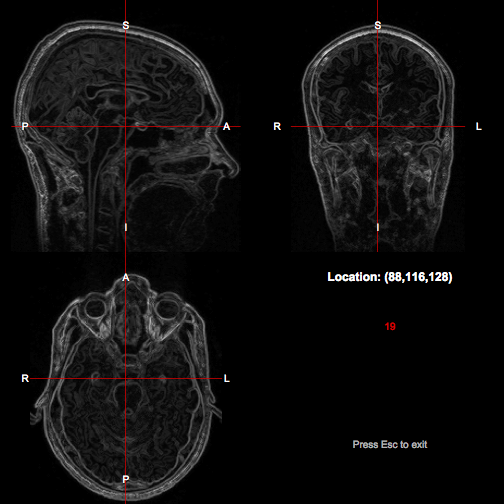 S
P
A
I
S
R
L
I
Location: (88,116,128)
19
Press Esc to exit
A
R
L
P